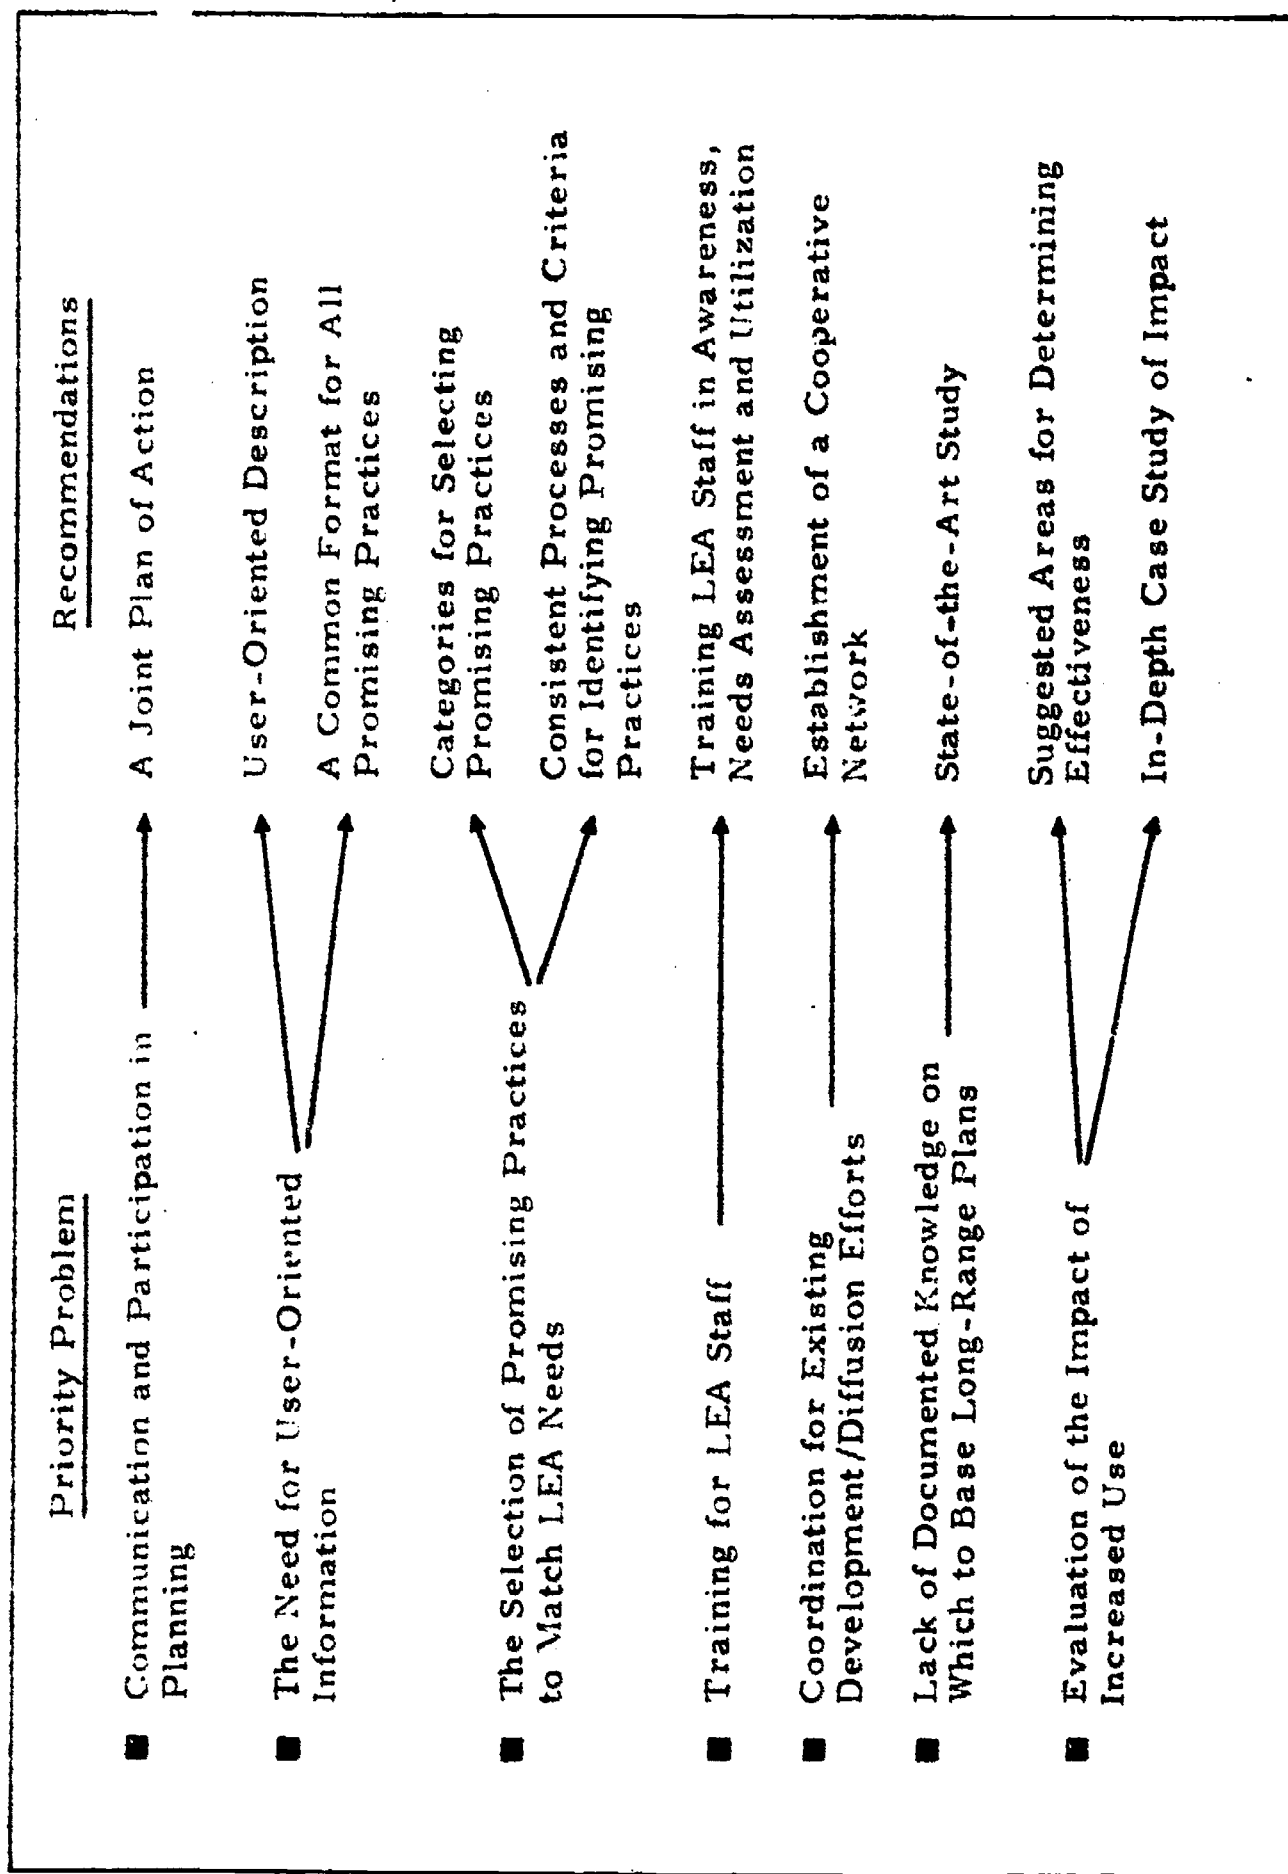 Priority Problem
Recommendations
■ Communication and Participation in
Planning
A Joint Plan of Action
■ The Need for User-Oriented
Information
User-Oriented Description
A Common Format for All
Promising Practices
■ The Selection of Promising Practices
to Match LEA Needs
Categories for Selecting
Promising Practices
Consistent Processes and Criteria
for Identifying Promising
Practices
■ Training for LEA Staff
Training LEA Staff in Awareness,
Needs Assessment and Utilization
■ Coordination for Existing
Development/Diffusion Efforts
Establishment of a Cooperative
Network
■ Lack of Documented Knowledge on
Which to Base Long-Range Plans
State-of-the-Art Study
■ Evaluation of the Impact of
Increased Use
Suggested Areas for Determining
Effectiveness
In-Depth Case Study of Impact